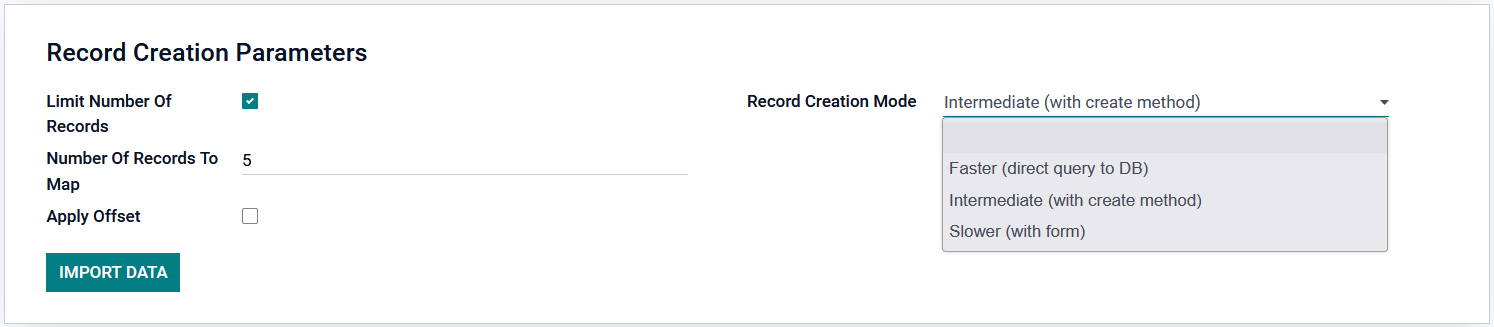 Record Creation Parameters
Limit Number Of
Records
Number Of Records To
Map
5
Apply Offset
IMPORT DATA
Record Creation Mode
Intermediate (with create method)
Faster (direct query to DB)
Intermediate (with create method)
Slower (with form)